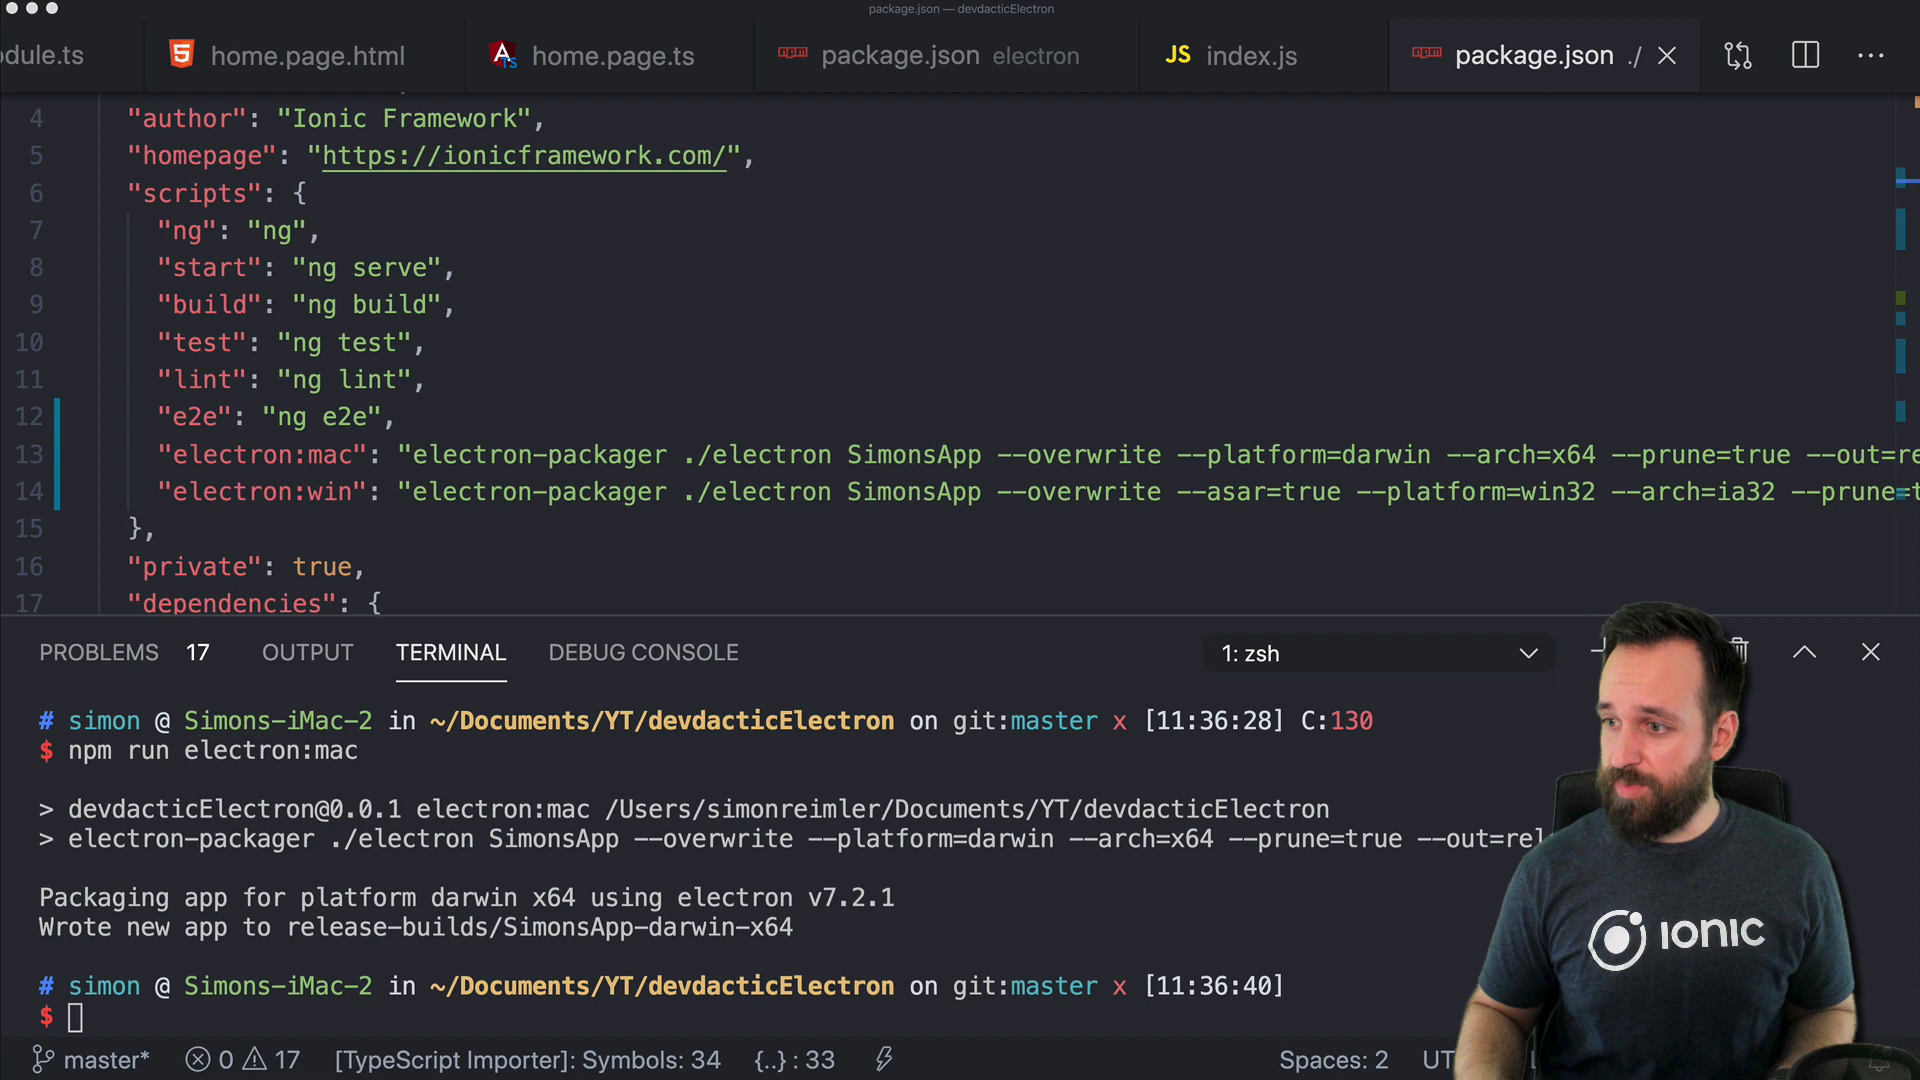 package.json — devdacticElectron
dule.ts
home.page.html
home.page.ts
package.json electron
JS index.js
package.json ./
4 "author": "Ionic Framework",
5 "homepage": "https://ionicframework.com/",
6 "scripts": {
7 "ng": "ng",
8 "start": "ng serve",
9 "build": "ng build",
10 "test": "ng test",
11 "lint": "ng lint",
12 "e2e": "ng e2e",
13 "electron:mac": "electron-packager ./electron SimonsApp --overwrite --platform=darwin --arch=x64 --prune=true --out=re
14 "electron:win": "electron-packager ./electron SimonsApp --overwrite --asar=true --platform=win32 --arch=ia32 --prune=t
15 },
16 "private": true,
17 "dependencies": {
PROBLEMS 17 OUTPUT TERMINAL DEBUG CONSOLE 1: zsh
# simon @ Simons-iMac-2 in ~/Documents/YT/devdacticElectron on git:master x [11:36:28] C:130
$ npm run electron:mac
> devdacticElectron@0.0.1 electron:mac /Users/simonreimler/Documents/YT/devdacticElectron
> electron-packager ./electron SimonsApp --overwrite --platform=darwin --arch=x64 --prune=true --out=rel
Packaging app for platform darwin x64 using electron v7.2.1
Wrote new app to release-builds/SimonsApp-darwin-x64
# simon @ Simons-iMac-2 in ~/Documents/YT/devdacticElectron on git:master x [11:36:40]
$
IONIC
master* 0 17 [TypeScript Importer]: Symbols: 34 {..} : 33 Spaces: 2 UT